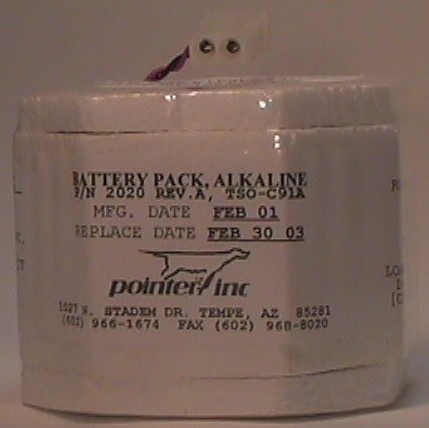 BATTERY PACK, ALKALINE
P/N 2020 REV.A, TSO-C91A
MFG. DATE FEB 01
REPLACE DATE FEB 30 03
pointer inc
1027 N. STADEM DR. TEMPE, AZ 85281
(602) 966-1674 FAX (602) 968-8020